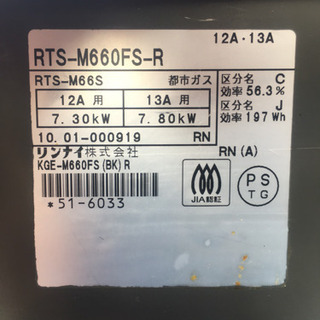 12A・13A
RTS-M660FS-R
RTS-M66S 都市ガス
12A 用 13A 用
7.30kW 7.80kW
区分名 C
効率 56.3%
区分名 J
効率 197 Wh
10.01-000919 RN
リンナイ株式会社 RN(A)
KGE-M660FS(BK)R
*51-6033
JIA認証
PS
TG